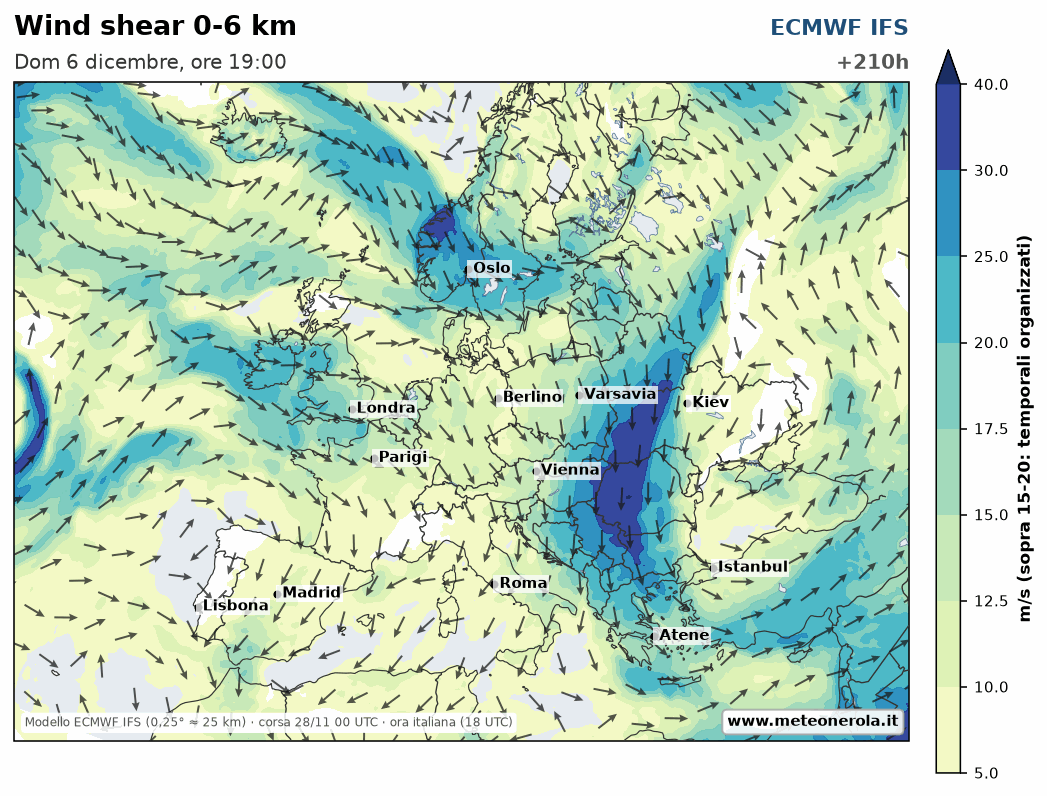 Wind shear 0-6 km
ECMWF IFS
Dom 6 dicembre, ore 19:00
+210h
Oslo
Berlino
Varsavia
Kiev
Londra
Parigi
Vienna
Istanbul
Roma
Madrid
Lisbona
Atene
Modello ECMWF IFS (0,25° ≈ 25 km) · corsa 28/11 00 UTC · ora italiana (18 UTC)
www.meteonerola.it
40.0
30.0
25.0
20.0
17.5
15.0
12.5
10.0
5.0
m/s (sopra 15-20: temporali organizzati)